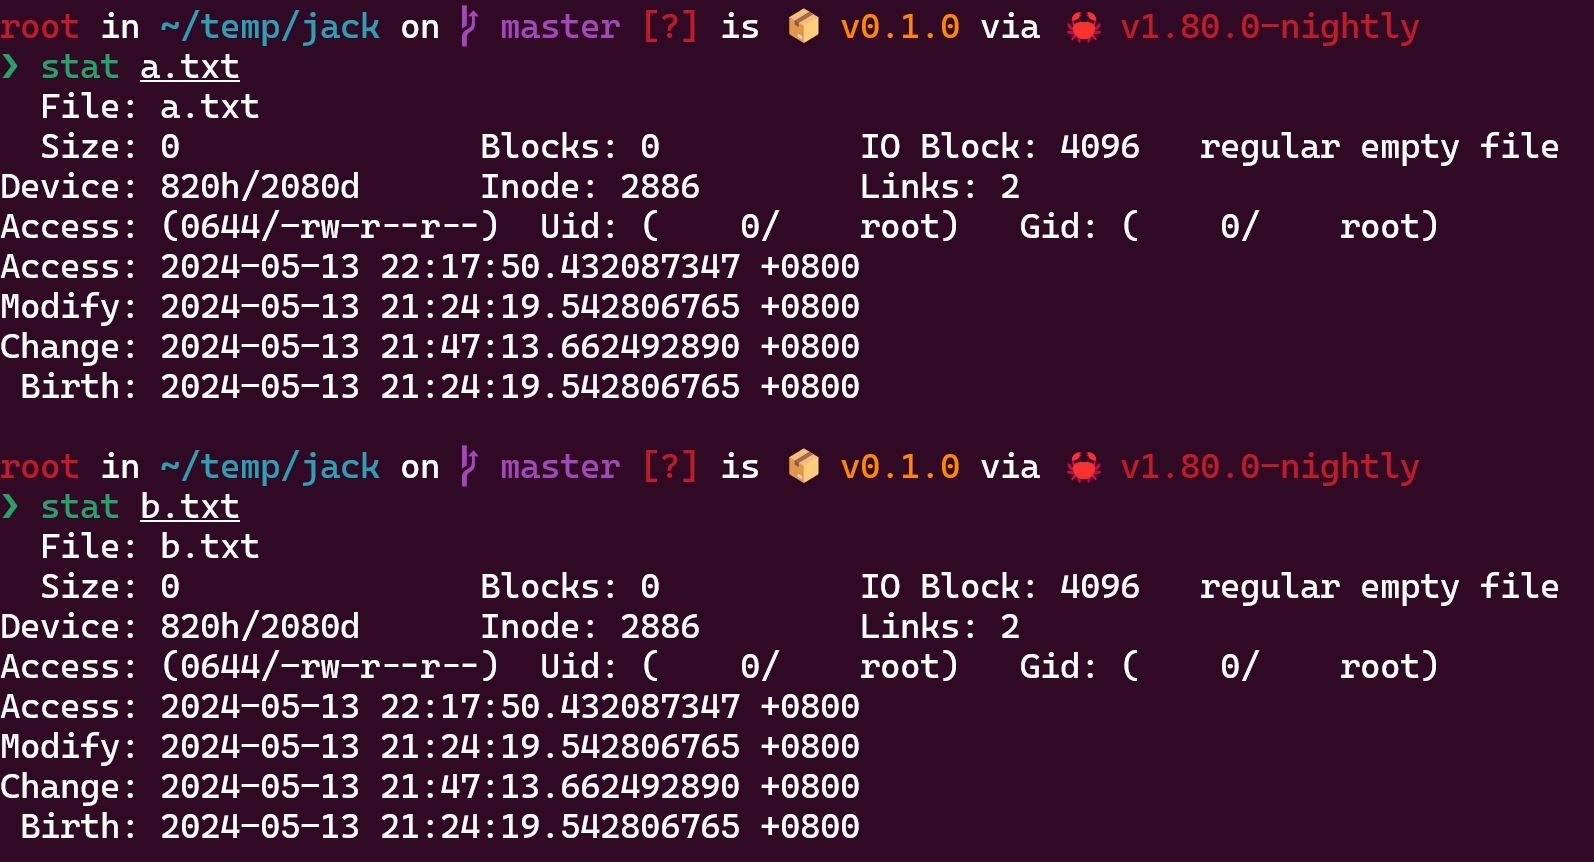 root in ~/temp/jack on master [?] is 📦 v0.1.0 via 🦀 v1.80.0-nightly
❯ stat a.txt
  File: a.txt
  Size: 0               Blocks: 0          IO Block: 4096   regular empty file
Device: 820h/2080d      Inode: 2886        Links: 2
Access: (0644/-rw-r--r--)  Uid: (    0/    root)   Gid: (    0/    root)
Access: 2024-05-13 22:17:50.432087347 +0800
Modify: 2024-05-13 21:24:19.542806765 +0800
Change: 2024-05-13 21:47:13.662492890 +0800
 Birth: 2024-05-13 21:24:19.542806765 +0800

root in ~/temp/jack on master [?] is 📦 v0.1.0 via 🦀 v1.80.0-nightly
❯ stat b.txt
  File: b.txt
  Size: 0               Blocks: 0          IO Block: 4096   regular empty file
Device: 820h/2080d      Inode: 2886        Links: 2
Access: (0644/-rw-r--r--)  Uid: (    0/    root)   Gid: (    0/    root)
Access: 2024-05-13 22:17:50.432087347 +0800
Modify: 2024-05-13 21:24:19.542806765 +0800
Change: 2024-05-13 21:47:13.662492890 +0800
 Birth: 2024-05-13 21:24:19.542806765 +0800